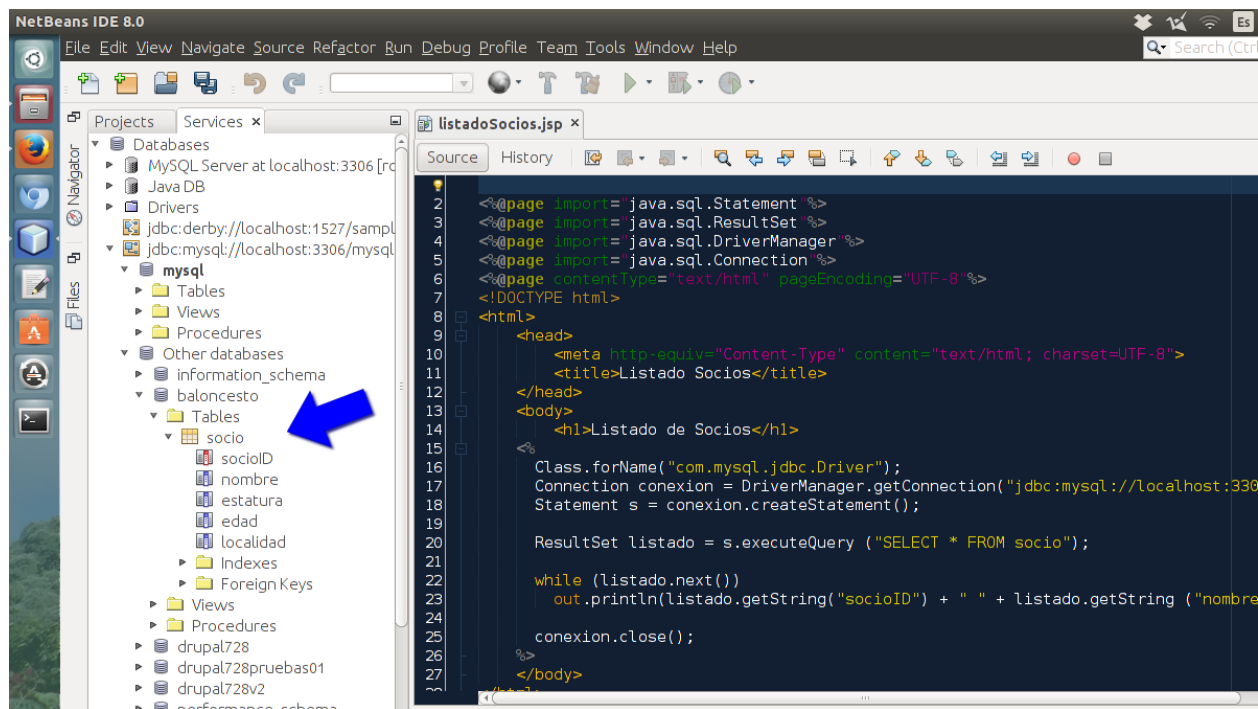 NetBeans IDE 8.0
Es
File Edit View Navigate Source Refactor Run Debug Profile Team Tools Window Help
Search (Ctr
Projects
Services
Navigator
Files
Databases
MySQL Server at localhost:3306 [ro
Java DB
Drivers
jdbc:derby://localhost:1527/sampl
jdbc:mysql://localhost:3306/mysql
mysql
Tables
Views
Procedures
Other databases
information_schema
baloncesto
Tables
socio
socioID
nombre
estatura
edad
localidad
Indexes
Foreign Keys
Views
Procedures
drupal728
drupal728pruebas01
drupal728v2
performance_schema
listadoSocios.jsp
Source History
2 <%@page import="java.sql.Statement"%>
3 <%@page import="java.sql.ResultSet"%>
4 <%@page import="java.sql.DriverManager"%>
5 <%@page import="java.sql.Connection"%>
6 <%@page contentType="text/html" pageEncoding="UTF-8"%>
7 <!DOCTYPE html>
8 <html>
9 <head>
10 <meta http-equiv="Content-Type" content="text/html; charset=UTF-8">
11 <title>Listado Socios</title>
12 </head>
13 <body>
14 <h1>Listado de Socios</h1>
15 <%
16 Class.forName("com.mysql.jdbc.Driver");
17 Connection conexion = DriverManager.getConnection("jdbc:mysql://localhost:330
18 Statement s = conexion.createStatement();
19
20 ResultSet listado = s.executeQuery ("SELECT * FROM socio");
21
22 while (listado.next())
23 out.println(listado.getString("socioID") + " " + listado.getString ("nombre
24
25 conexion.close();
26 %>
27 </body>
28 </html>